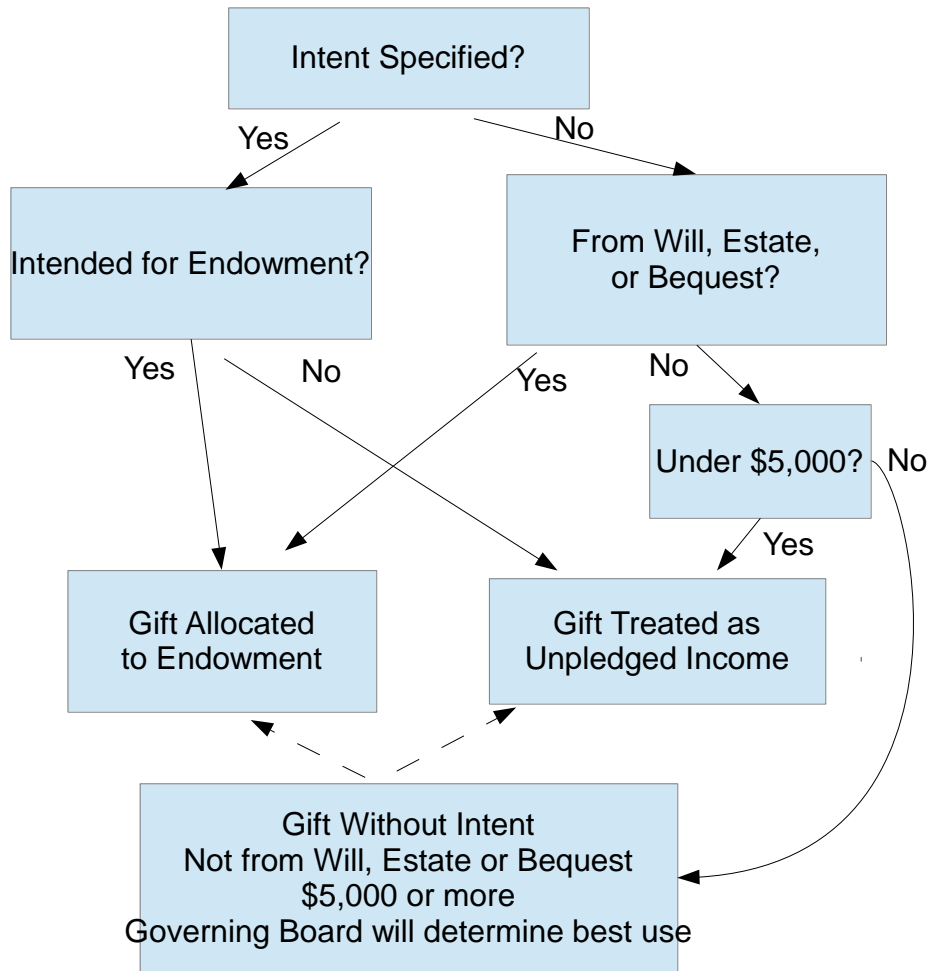 Intent Specified?
Yes
No
Intended for Endowment?
From Will, Estate,
or Bequest?
Yes
No
Yes
No
Under $5,000?
No
Yes
Gift Allocated
to Endowment
Gift Treated as
Unpledged Income
Gift Without Intent
Not from Will, Estate or Bequest
$5,000 or more
Governing Board will determine best use